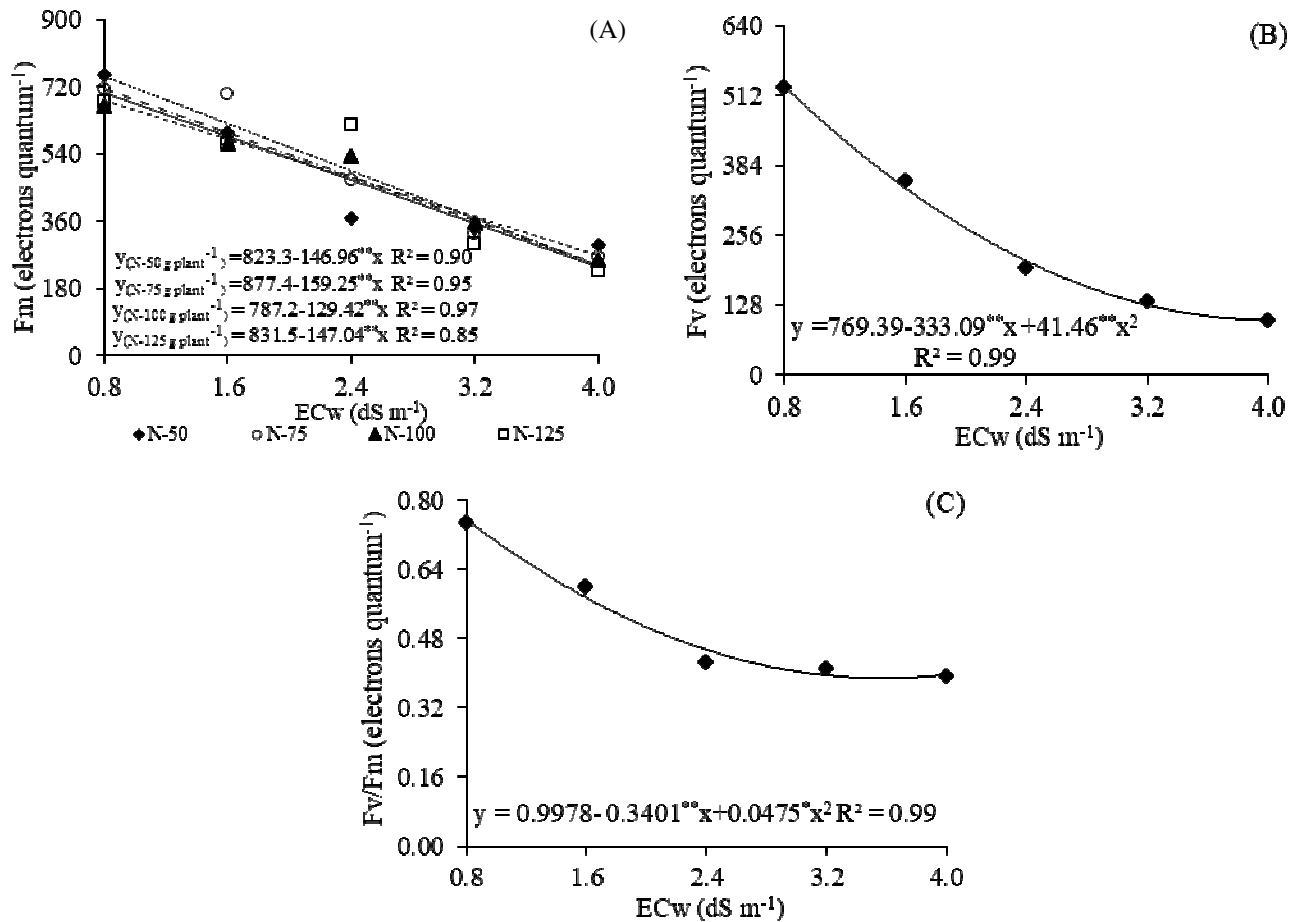 (A)
Fm (electrons quantum⁻¹)
900
720
540
360
180
0
y(N-50 g plant⁻¹)=823.3-146.96**x R² = 0.90
y(N-75 g plant⁻¹)=877.4-159.25**x R² = 0.95
y(N-100 g plant⁻¹)= 787.2-129.42**x R² = 0.97
y(N-125 g plant⁻¹)= 831.5-147.04**x R² = 0.85
0.8 1.6 2.4 3.2 4.0
ECw (dS m⁻¹)
N-50 N-75 N-100 N-125
(B)
Fv (electrons quantum⁻¹)
640
512
384
256
128
0
y =769.39-333.09**x+41.46**x²
R² = 0.99
0.8 1.6 2.4 3.2 4.0
ECw (dS m⁻¹)
(C)
Fv/Fm (electrons quantum⁻¹)
0.80
0.64
0.48
0.32
0.16
0.00
y = 0.9978-0.3401**x+0.0475*x² R² = 0.99
0.8 1.6 2.4 3.2 4.0
ECw (dS m⁻¹)